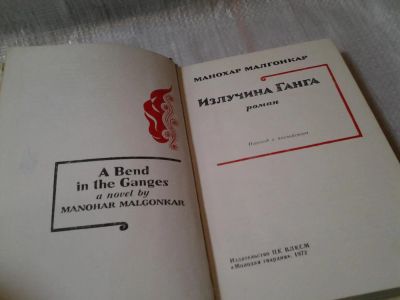 A Bend
in the Ganges
a novel by
MANOHAR MALGONKAR
МАНОХАР МАЛГОНКАР
ИЗЛУЧИНА ГАНГА
роман
Перевод с английского
Издательство ЦК ВЛКСМ
«Молодая гвардия», 1972